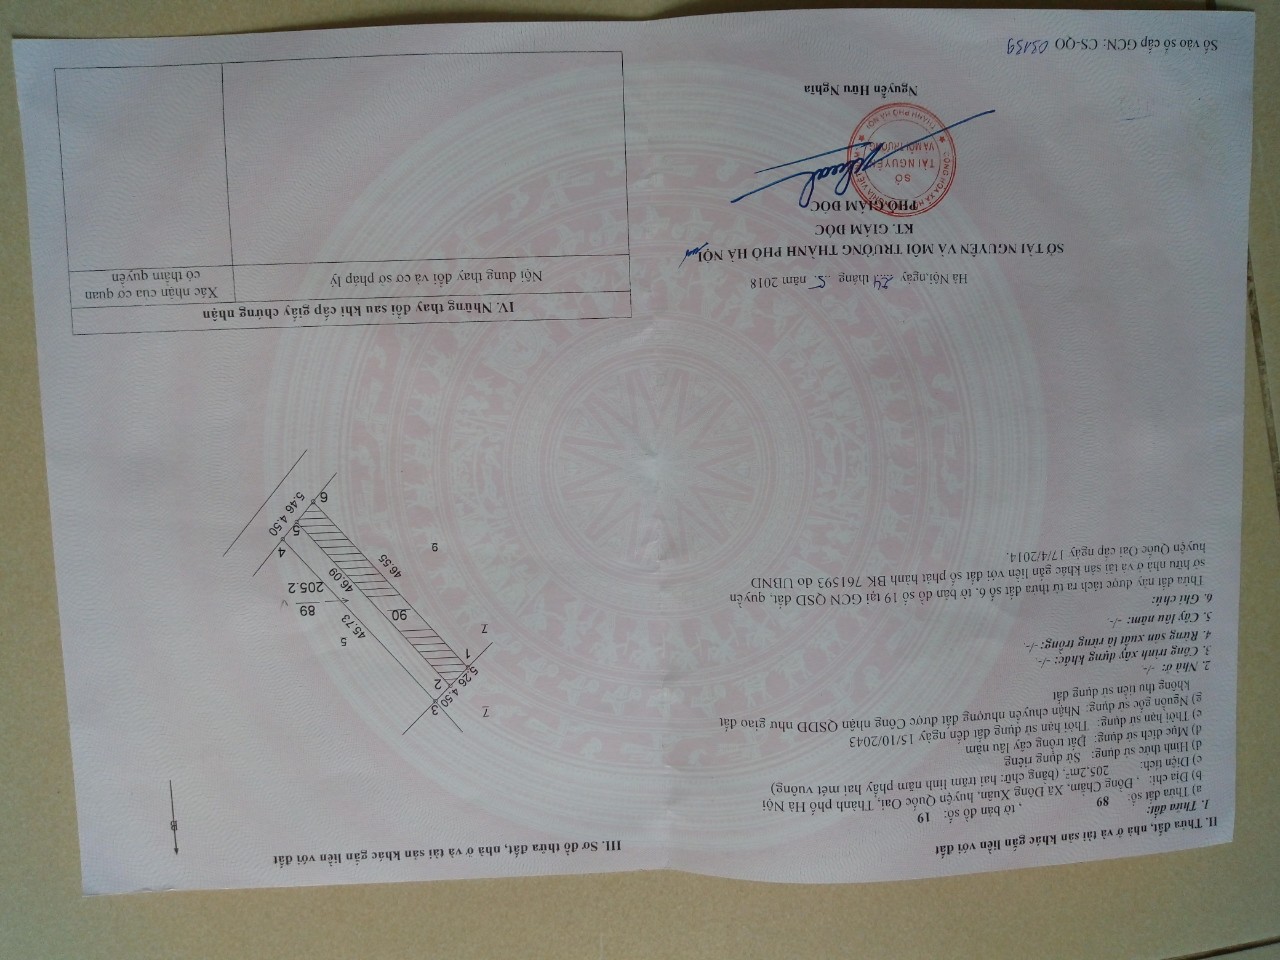 II. Thửa đất, nhà ở và tài sản khác gắn liền với đất
1. Thửa đất:
a) Thửa đất số: 89 , tờ bản đồ số: 19
b) Địa chỉ: , Đồng Chằm, Xã Đông Xuân, huyện Quốc Oai, Thành phố Hà Nội
c) Diện tích: 205.2m², (bằng chữ: hai trăm linh năm phẩy hai mét vuông)
d) Hình thức sử dụng: Sử dụng riêng
đ) Mục đích sử dụng: Đất trồng cây lâu năm
e) Thời hạn sử dụng: Thời hạn sử dụng đất đến ngày 15/10/2043
g) Nguồn gốc sử dụng: Nhận chuyển nhượng đất được Công nhận QSDĐ như giao đất
không thu tiền sử dụng đất
2. Nhà ở: -/-
3. Công trình xây dựng khác: -/-.
4. Rừng sản xuất là rừng trồng: -/-.
5. Cây lâu năm: -/-.
6. Ghi chú:
Thửa đất này được tách ra từ thửa đất số 6, tờ bản đồ số 19 tại GCN QSD đất, quyền
sở hữu nhà ở và tài sản khác gắn liền với đất số phát hành BK 761593 do UBND
huyện Quốc Oai cấp ngày 17/4/2014.
Hà Nội, ngày 24 tháng 5 năm 2018
SỞ TÀI NGUYÊN VÀ MÔI TRƯỜNG THÀNH PHỐ HÀ NỘI
KT. GIÁM ĐỐC
PHÓ GIÁM ĐỐC
SỞ
TÀI NGUYÊN
VÀ MÔI TRƯỜNG
THÀNH PHỐ HÀ NỘI
Nguyễn Hữu Nghĩa
Số vào sổ cấp GCN: CS-QO 05139
III. Sơ đồ thửa đất, nhà ở và tài sản khác gắn liền với đất
B
3
2
1
4.50
5.26
7
7
45.73
5
90
89
205.2
46.09
46.55
9
4
5
6
4.50
5.46
IV. Những thay đổi sau khi cấp giấy chứng nhận
Nội dung thay đổi và cơ sở pháp lý
Xác nhận của cơ quan
có thẩm quyền